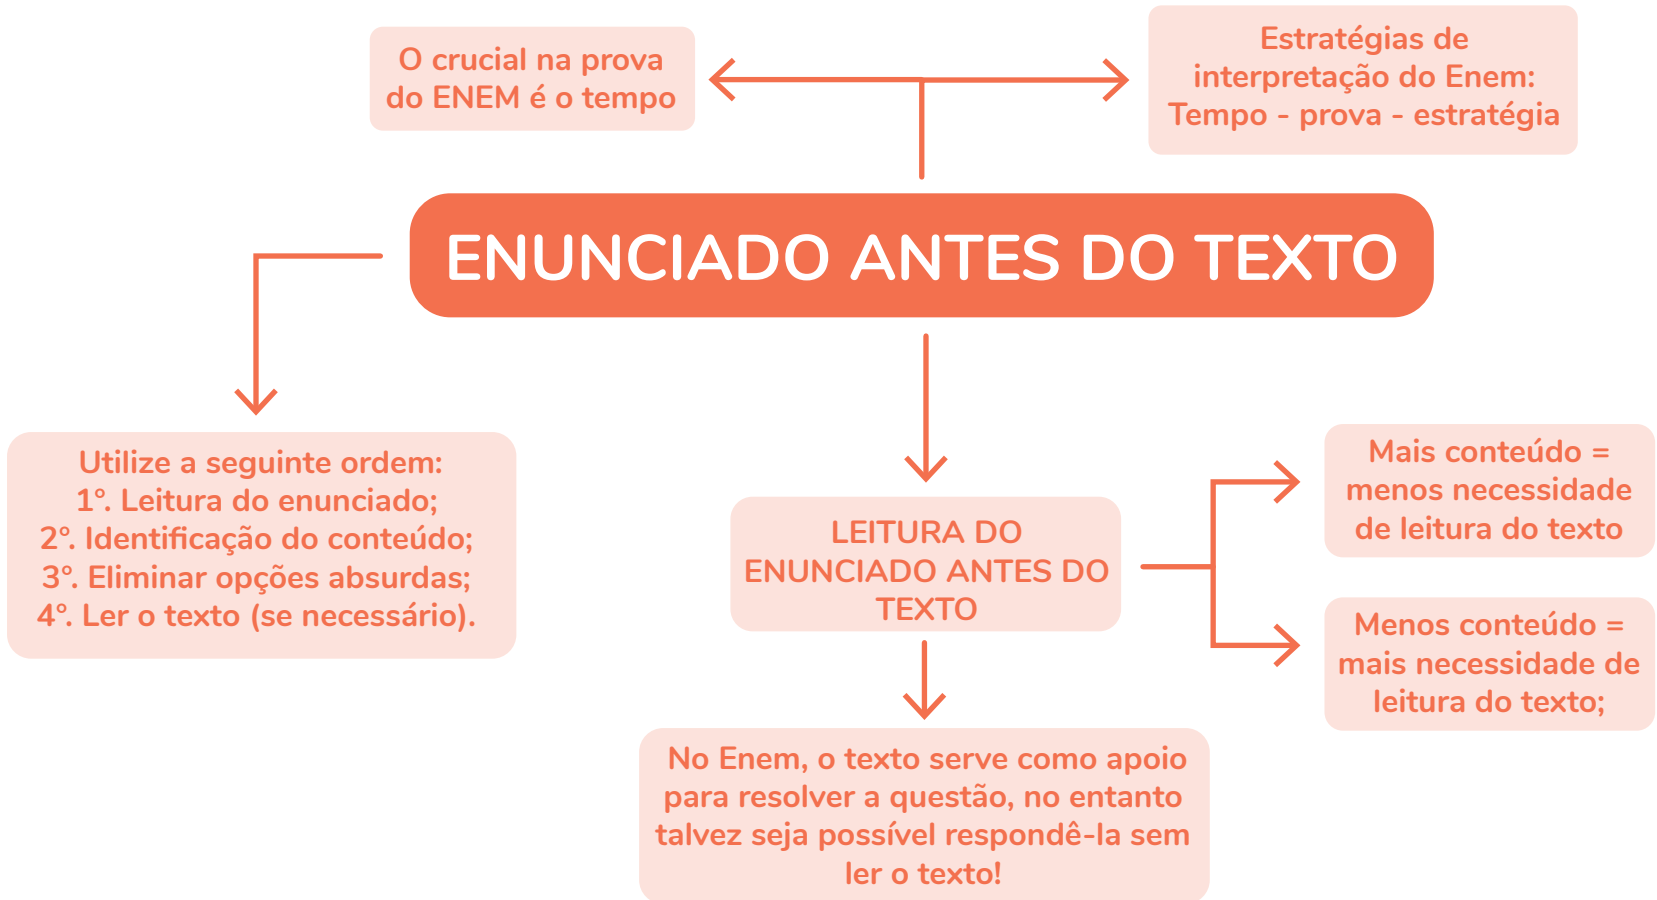 O crucial na prova
do ENEM é o tempo
Estratégias de
interpretação do Enem:
Tempo - prova - estratégia
ENUNCIADO ANTES DO TEXTO
Utilize a seguinte ordem:
1°. Leitura do enunciado;
2°. Identificação do conteúdo;
3°. Eliminar opções absurdas;
4°. Ler o texto (se necessário).
LEITURA DO
ENUNCIADO ANTES DO
TEXTO
Mais conteúdo =
menos necessidade
de leitura do texto
Menos conteúdo =
mais necessidade de
leitura do texto;
No Enem, o texto serve como apoio
para resolver a questão, no entanto
talvez seja possível respondê-la sem
ler o texto!